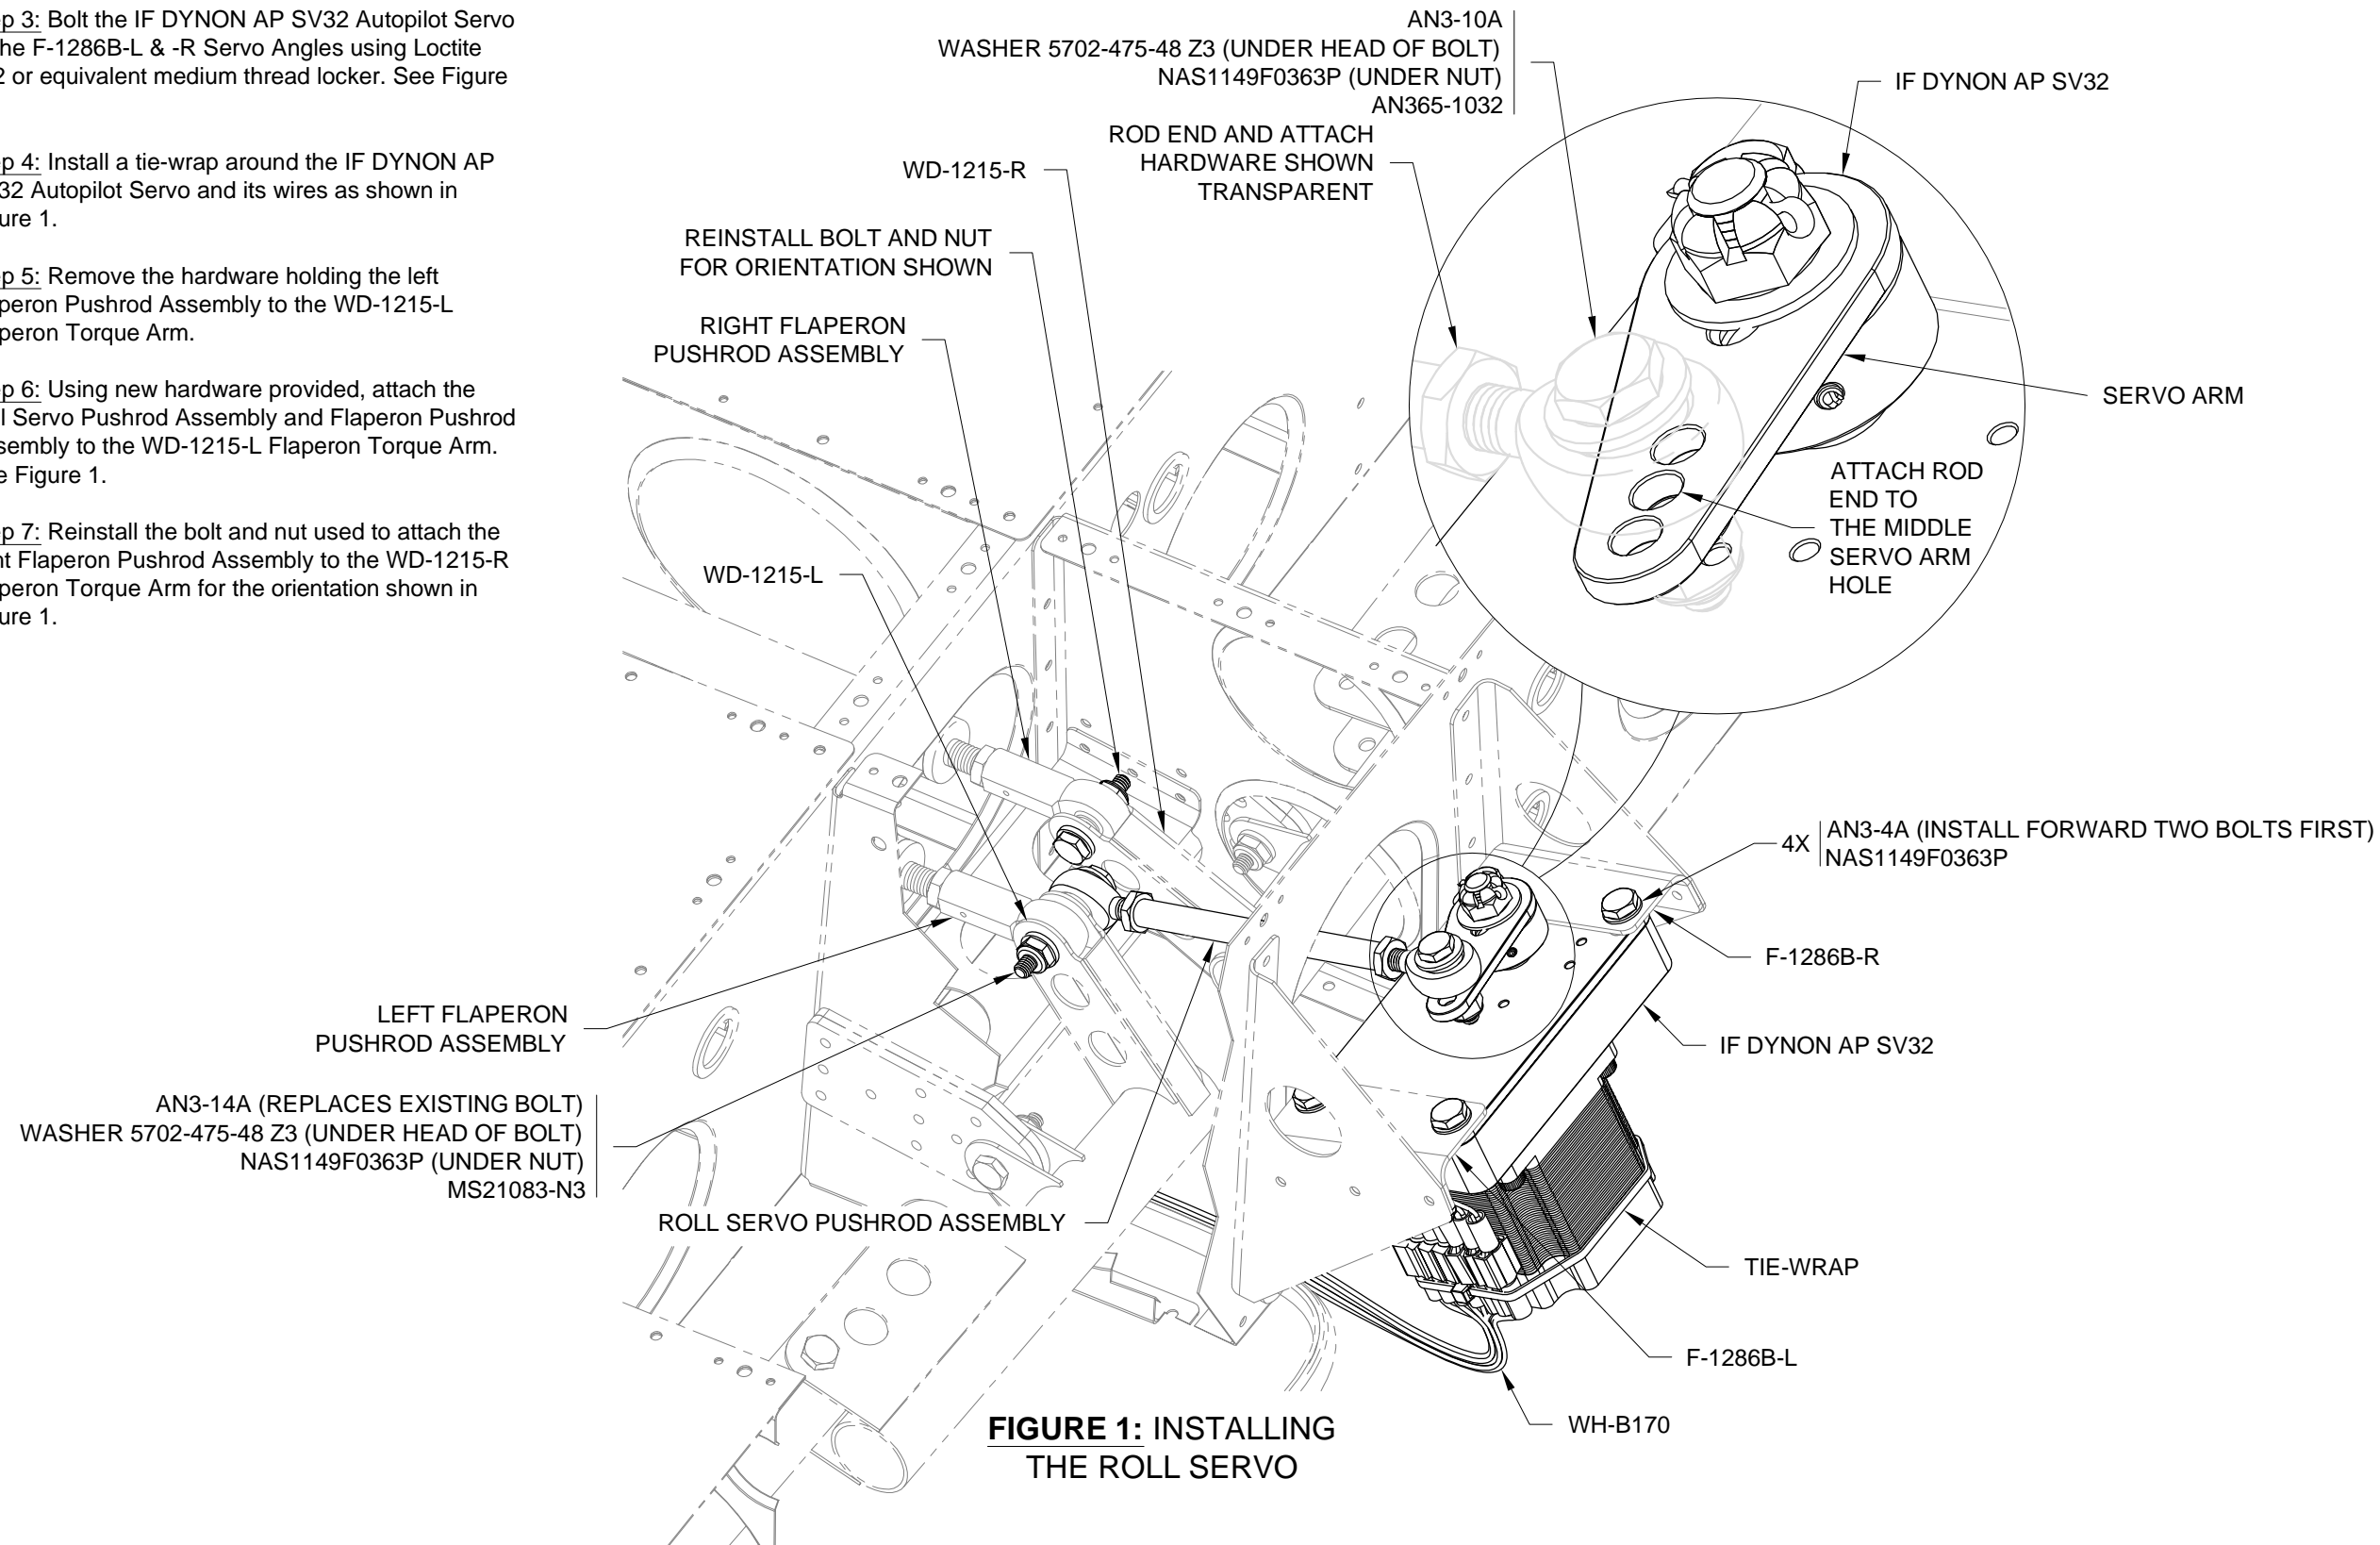 ep 3: Bolt the IF DYNON AP SV32 Autopilot Servo
he F-1286B-L & -R Servo Angles using Loctite
2 or equivalent medium thread locker. See Figure
ep 4: Install a tie-wrap around the IF DYNON AP
32 Autopilot Servo and its wires as shown in
ure 1.
ep 5: Remove the hardware holding the left
peron Pushrod Assembly to the WD-1215-L
peron Torque Arm.
ep 6: Using new hardware provided, attach the
l Servo Pushrod Assembly and Flaperon Pushrod
sembly to the WD-1215-L Flaperon Torque Arm.
e Figure 1.
ep 7: Reinstall the bolt and nut used to attach the
ht Flaperon Pushrod Assembly to the WD-1215-R
peron Torque Arm for the orientation shown in
ure 1.
AN3-10A
WASHER 5702-475-48 Z3 (UNDER HEAD OF BOLT)
NAS1149F0363P (UNDER NUT)
AN365-1032
IF DYNON AP SV32
ROD END AND ATTACH
HARDWARE SHOWN
TRANSPARENT
WD-1215-R
REINSTALL BOLT AND NUT
FOR ORIENTATION SHOWN
RIGHT FLAPERON
PUSHROD ASSEMBLY
SERVO ARM
ATTACH ROD
END TO
THE MIDDLE
SERVO ARM
HOLE
WD-1215-L
4X
AN3-4A (INSTALL FORWARD TWO BOLTS FIRST)
NAS1149F0363P
F-1286B-R
LEFT FLAPERON
PUSHROD ASSEMBLY
IF DYNON AP SV32
AN3-14A (REPLACES EXISTING BOLT)
WASHER 5702-475-48 Z3 (UNDER HEAD OF BOLT)
NAS1149F0363P (UNDER NUT)
MS21083-N3
ROLL SERVO PUSHROD ASSEMBLY
TIE-WRAP
F-1286B-L
WH-B170
FIGURE 1: INSTALLING
THE ROLL SERVO